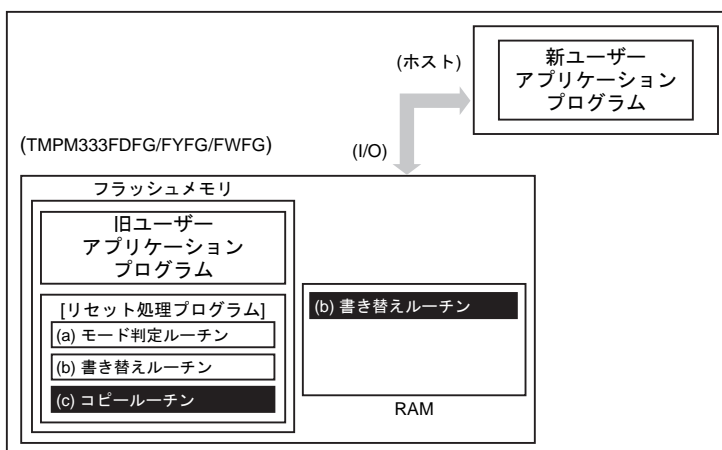 (ホスト)
新ユーザー
アプリケーション
プログラム
(TMPM333FDFG/FYFG/FWFG)
(I/O)
フラッシュメモリ
旧ユーザー
アプリケーション
プログラム
[リセット処理プログラム]
(a) モード判定ルーチン
(b) 書き替えルーチン
(c) コピールーチン
(b) 書き替えルーチン
RAM